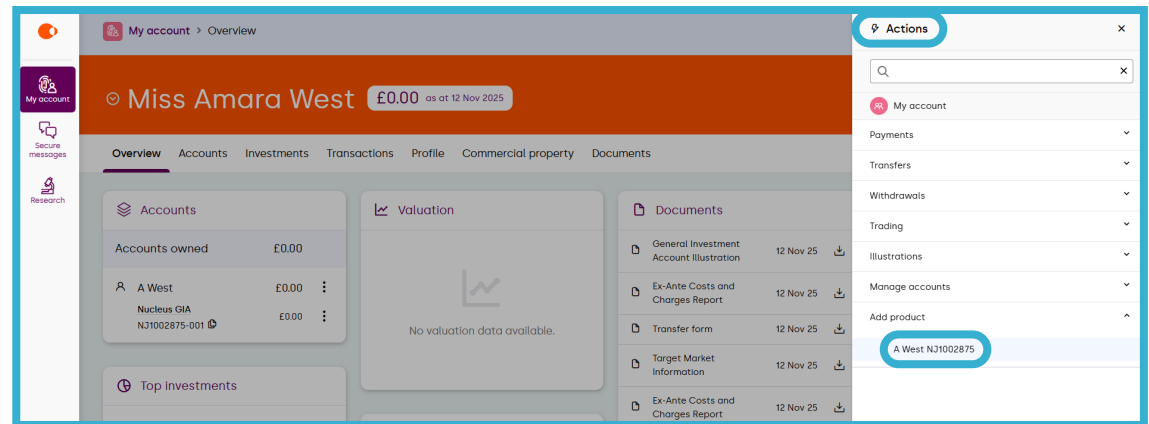 My account > Overview
Actions
My account
Secure
messages
Research
Miss Amara West
£0.00 as at 12 Nov 2025
Overview Accounts Investments Transactions Profile Commercial property Documents
Accounts
Accounts owned £0.00
A West £0.00
Nucleus GIA
NJ1002875-001 £0.00
Top investments
Valuation
No valuation data available.
Documents
General Investment
Account Illustration 12 Nov 25
Ex-Ante Costs and
Charges Report 12 Nov 25
Transfer form 12 Nov 25
Target Market
Information 12 Nov 25
Ex-Ante Costs and
Charges Report 12 Nov 25
My account
Payments
Transfers
Withdrawals
Trading
Illustrations
Manage accounts
Add product
A West NJ1002875